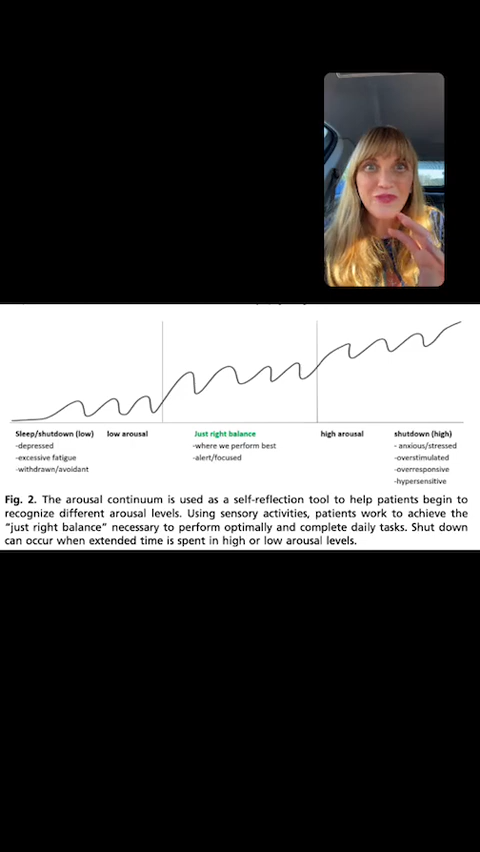 Sleep/shutdown (low) low arousal Just right balance high arousal shutdown (high)
-depressed -where we perform best - anxious/stressed
-excessive fatigue -alert/focused -overstimulated
-withdrawn/avoidant -overresponsive
-hypersensitive
Fig. 2. The arousal continuum is used as a self-reflection tool to help patients begin to
recognize different arousal levels. Using sensory activities, patients work to achieve the
“just right balance” necessary to perform optimally and complete daily tasks. Shut down
can occur when extended time is spent in high or low arousal levels.